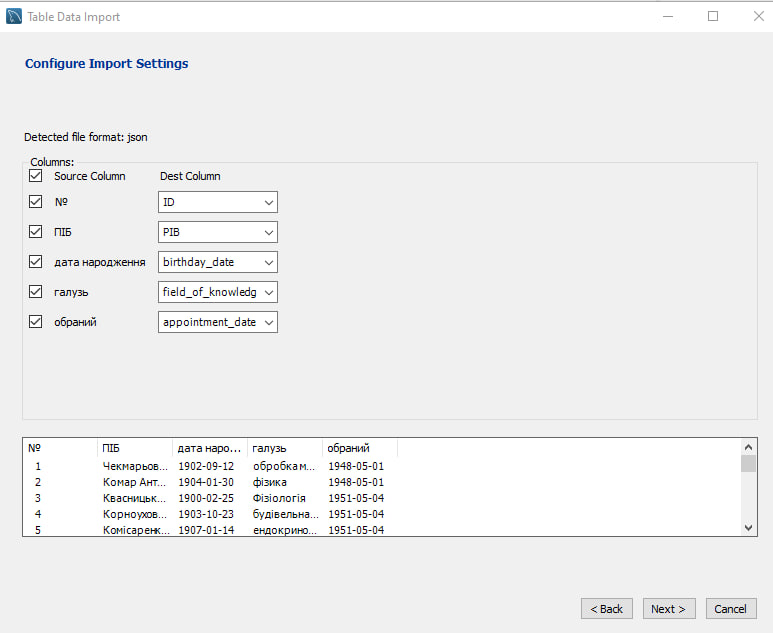 Table Data Import
Configure Import Settings
Detected file format: json
Columns:
Source Column Dest Column
№ ID
ПІБ PIB
дата народження birthday_date
галузь field_of_knowledg
обраний appointment_date
№ ПІБ дата наро... галузь обраний
1 Чекмарьов... 1902-09-12 обробка м... 1948-05-01
2 Комар Ант... 1904-01-30 фізика 1948-05-01
3 Квасницьк... 1900-02-25 Фізіологія 1951-05-04
4 Корноухов... 1903-10-23 будівельна... 1951-05-04
5 Комісаренк... 1907-01-14 ендокрино... 1951-05-04
< Back Next > Cancel